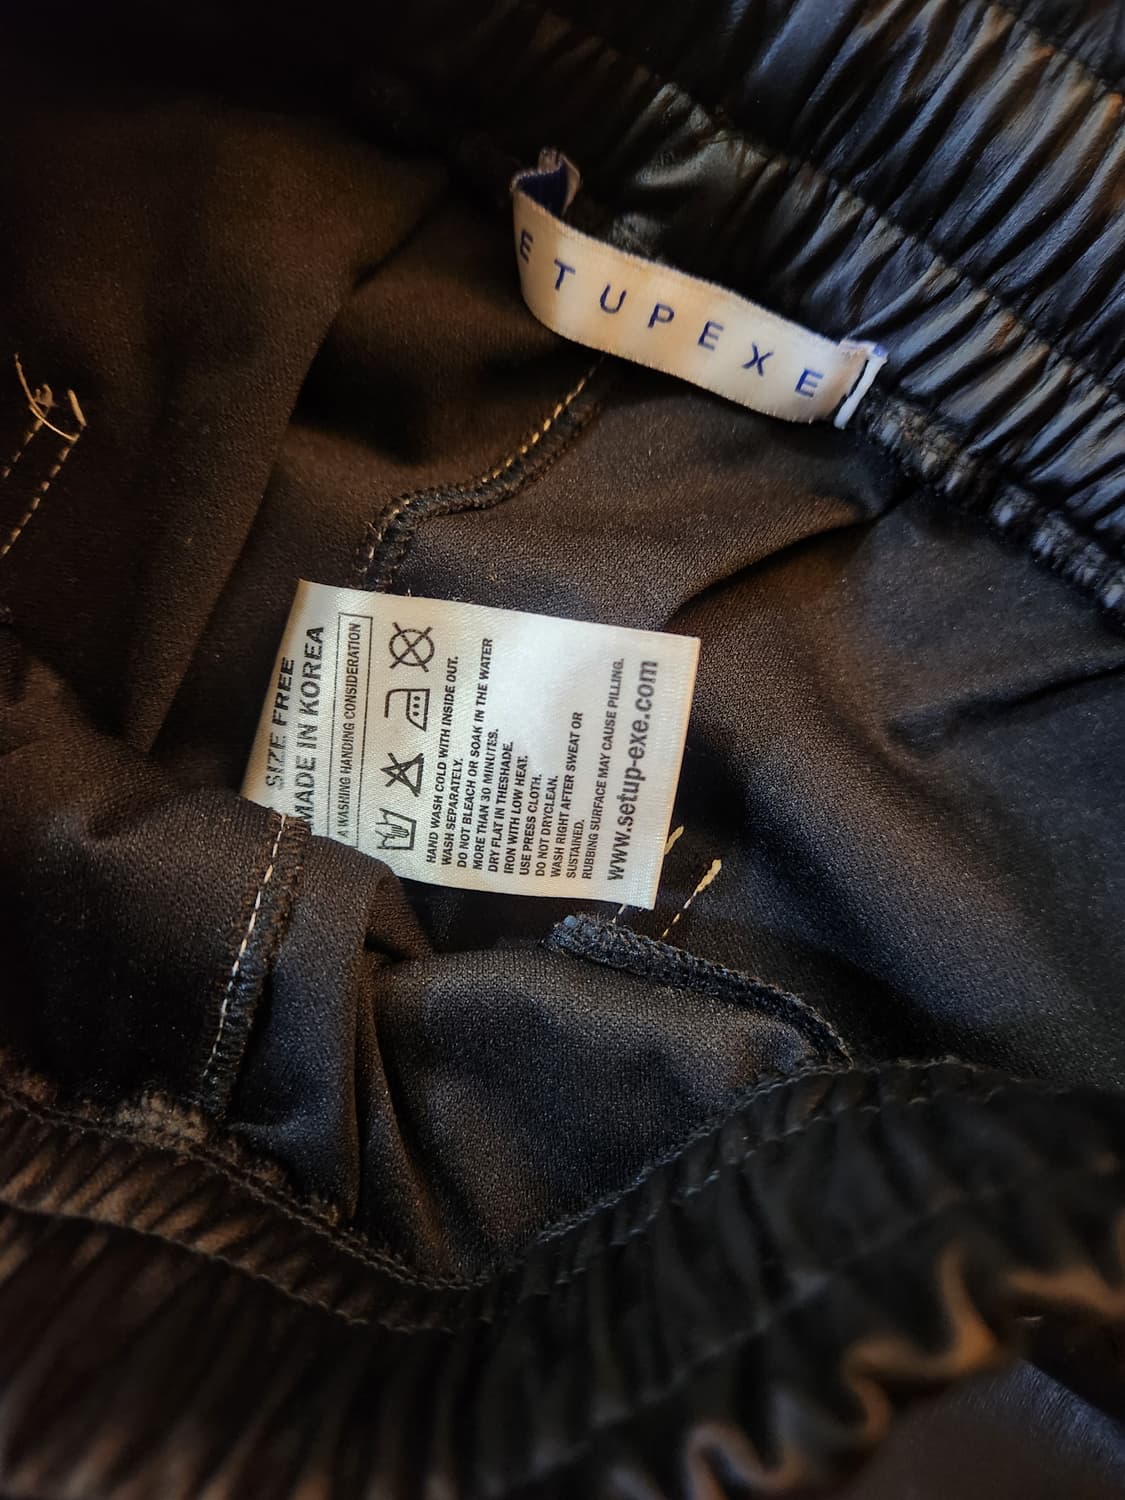 SETUPEXE
SIZE FREE
MADE IN KOREA
WASHING HANDING CONSIDERATION
HAND WASH COLD WITH INSIDE OUT.
WASH SEPARATELY.
DO NOT BLEACH OR SOAK IN THE WATER
MORE THAN 30 MINUTES.
DRY FLAT IN THESHADE.
IRON WITH LOW HEAT.
USE PRESS CLOTH.
DO NOT DRYCLEAN.
WASH RIGHT AFTER SWEAT OR
SUSTAINED.
RUBBING SURFACE MAY CAUSE PILLING.
www.setup-exe.com